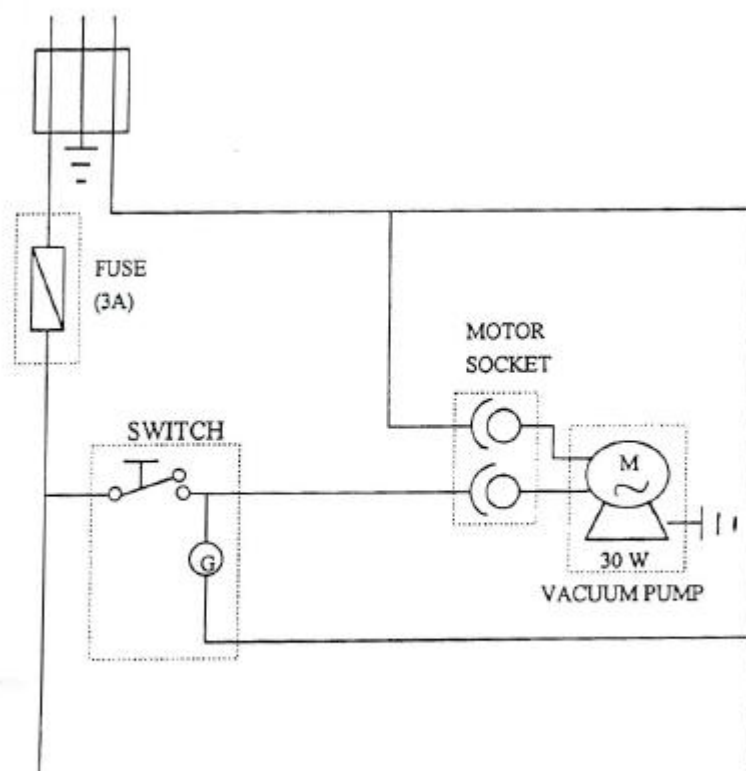 FUSE
(3A)
MOTOR
SOCKET
SWITCH
M
G
30 W
VACUUM PUMP